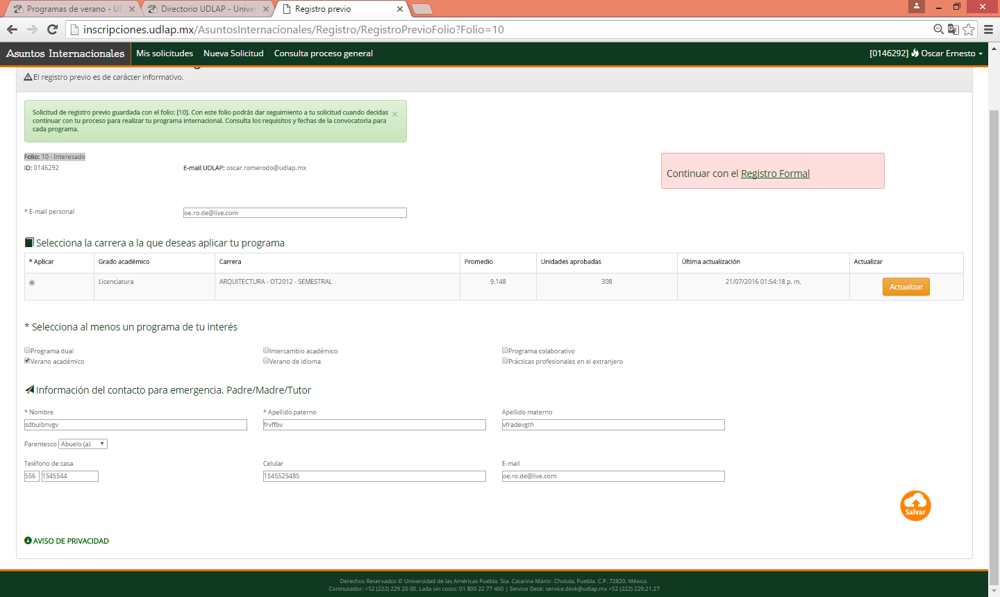 Programas de verano - UD
Directorio UDLAP - Univer
Registro previo
inscripciones.udlap.mx/AsuntosInternacionales/Registro/RegistroPrevioFolio?Folio=10
Asuntos Internacionales Mis solicitudes Nueva Solicitud Consulta proceso general [0146292] Oscar Ernesto
El registro previo es de carácter informativo.
Solicitud de registro previo guardada con el folio: [10]. Con este folio podrás dar seguimiento a tu solicitud cuando decidas
continuar con tu proceso para realizar tu programa internacional. Consulta los requisitos y fechas de la convocatoria para
cada programa.
×
Folio: 10 - Interesado
ID: 0146292 E-mail UDLAP: oscar.romerodo@udlap.mx
Continuar con el Registro Formal
* E-mail personal oe.ro.de@live.com
Selecciona la carrera a la que deseas aplicar tu programa
* Aplicar Grado académico Carrera Promedio Unidades aprobadas Última actualización Actualizar
Licenciatura ARQUITECTURA - OT2012 - SEMESTRAL 9.148 308 21/07/2016 01:54:18 p. m. Actualizar
* Selecciona al menos un programa de tu interés
Programa dual Intercambio académico Programa colaborativo
Verano académico Verano de idioma Prácticas profesionales en el extranjero
Información del contacto para emergencia. Padre/Madre/Tutor
* Nombre * Apellido paterno Apellido materno
sdbuibnvgv frvffbv vfradevgth
Parentesco Abuelo (a)
Teléfono de casa Celular E-mail
556 1545544 1545525485 oe.ro.de@live.com
Salvar
AVISO DE PRIVACIDAD
Derechos Reservados © Universidad de las Américas Puebla. Sta. Catarina Mártir. Cholula, Puebla. C.P. 72820. México
Conmutador: +52 (222) 229 20 00. Lada sin costo: 01 800 22 77 400 | Service Desk: service.desk@udlap.mx +52 (222) 229.21.27